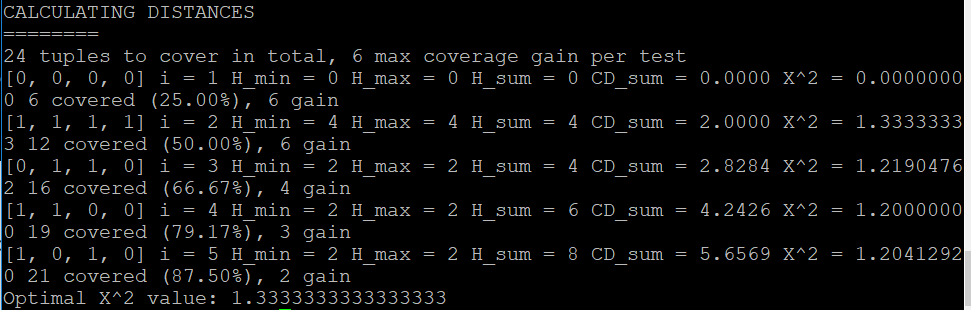 CALCULATING DISTANCES
========
24 tuples to cover in total, 6 max coverage gain per test
[0, 0, 0, 0] i = 1 H_min = 0 H_max = 0 H_sum = 0 CD_sum = 0.0000 X^2 = 0.0000000
0 6 covered (25.00%), 6 gain
[1, 1, 1, 1] i = 2 H_min = 4 H_max = 4 H_sum = 4 CD_sum = 2.0000 X^2 = 1.3333333
3 12 covered (50.00%), 6 gain
[0, 1, 1, 0] i = 3 H_min = 2 H_max = 2 H_sum = 4 CD_sum = 2.8284 X^2 = 1.2190476
2 16 covered (66.67%), 4 gain
[1, 1, 0, 0] i = 4 H_min = 2 H_max = 2 H_sum = 6 CD_sum = 4.2426 X^2 = 1.2000000
0 19 covered (79.17%), 3 gain
[1, 0, 1, 0] i = 5 H_min = 2 H_max = 2 H_sum = 8 CD_sum = 5.6569 X^2 = 1.2041292
0 21 covered (87.50%), 2 gain
Optimal X^2 value: 1.3333333333333333